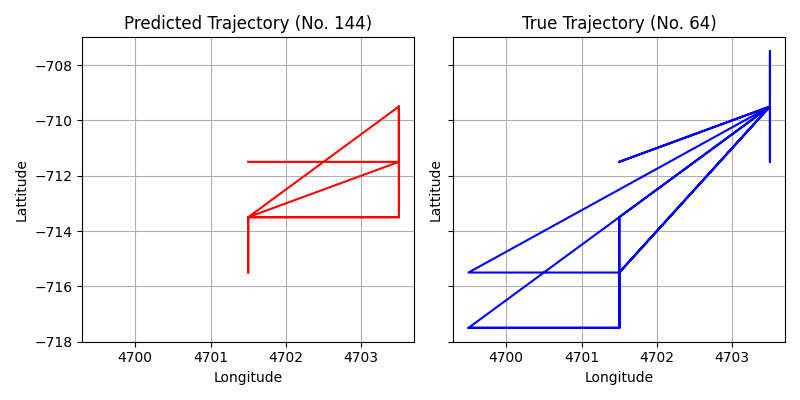 Predicted Trajectory (No. 144)
True Trajectory (No. 64)
−708
−710
−712
−714
−716
−718
Lattitude
Lattitude
4700
4701
4702
4703
4700
4701
4702
4703
Longitude
Longitude